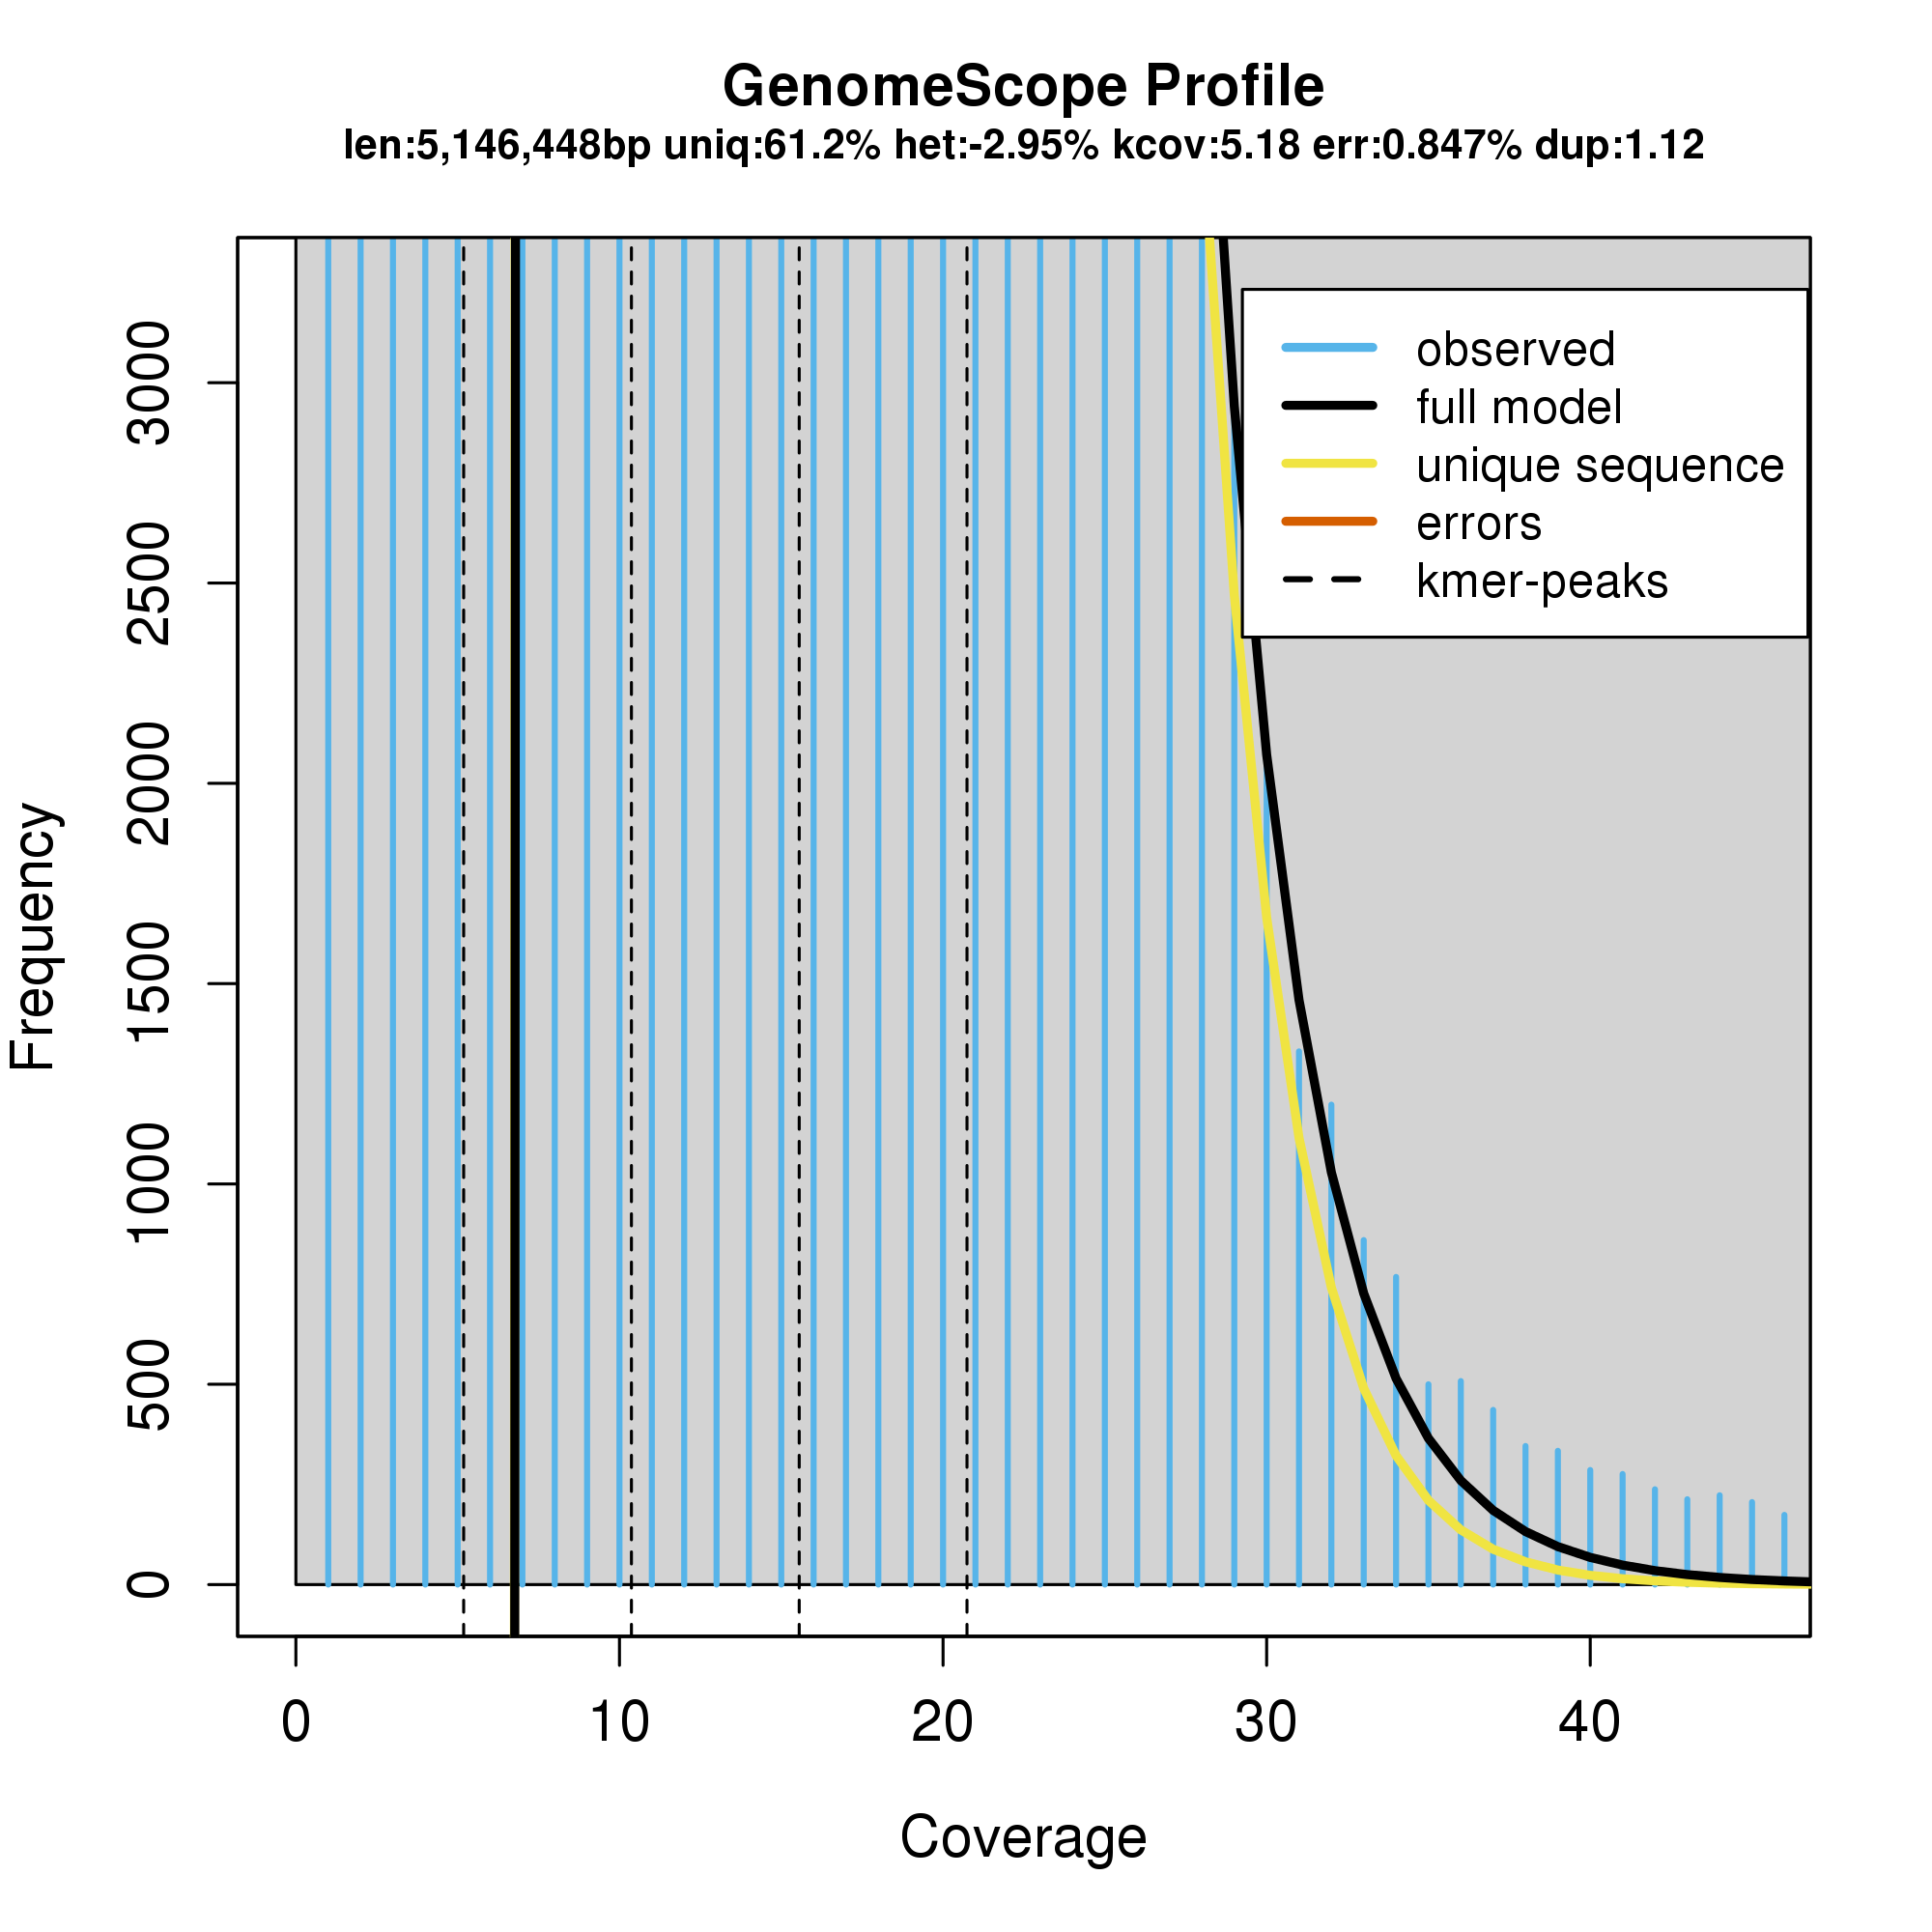 GenomeScope Profile
len:5,146,448bp uniq:61.2% het:-2.95% kcov:5.18 err:0.847% dup:1.12
observed
full model
unique sequence
errors
kmer-peaks
Frequency
3000
2500
2000
1500
1000
500
0
0 10 20 30 40
Coverage